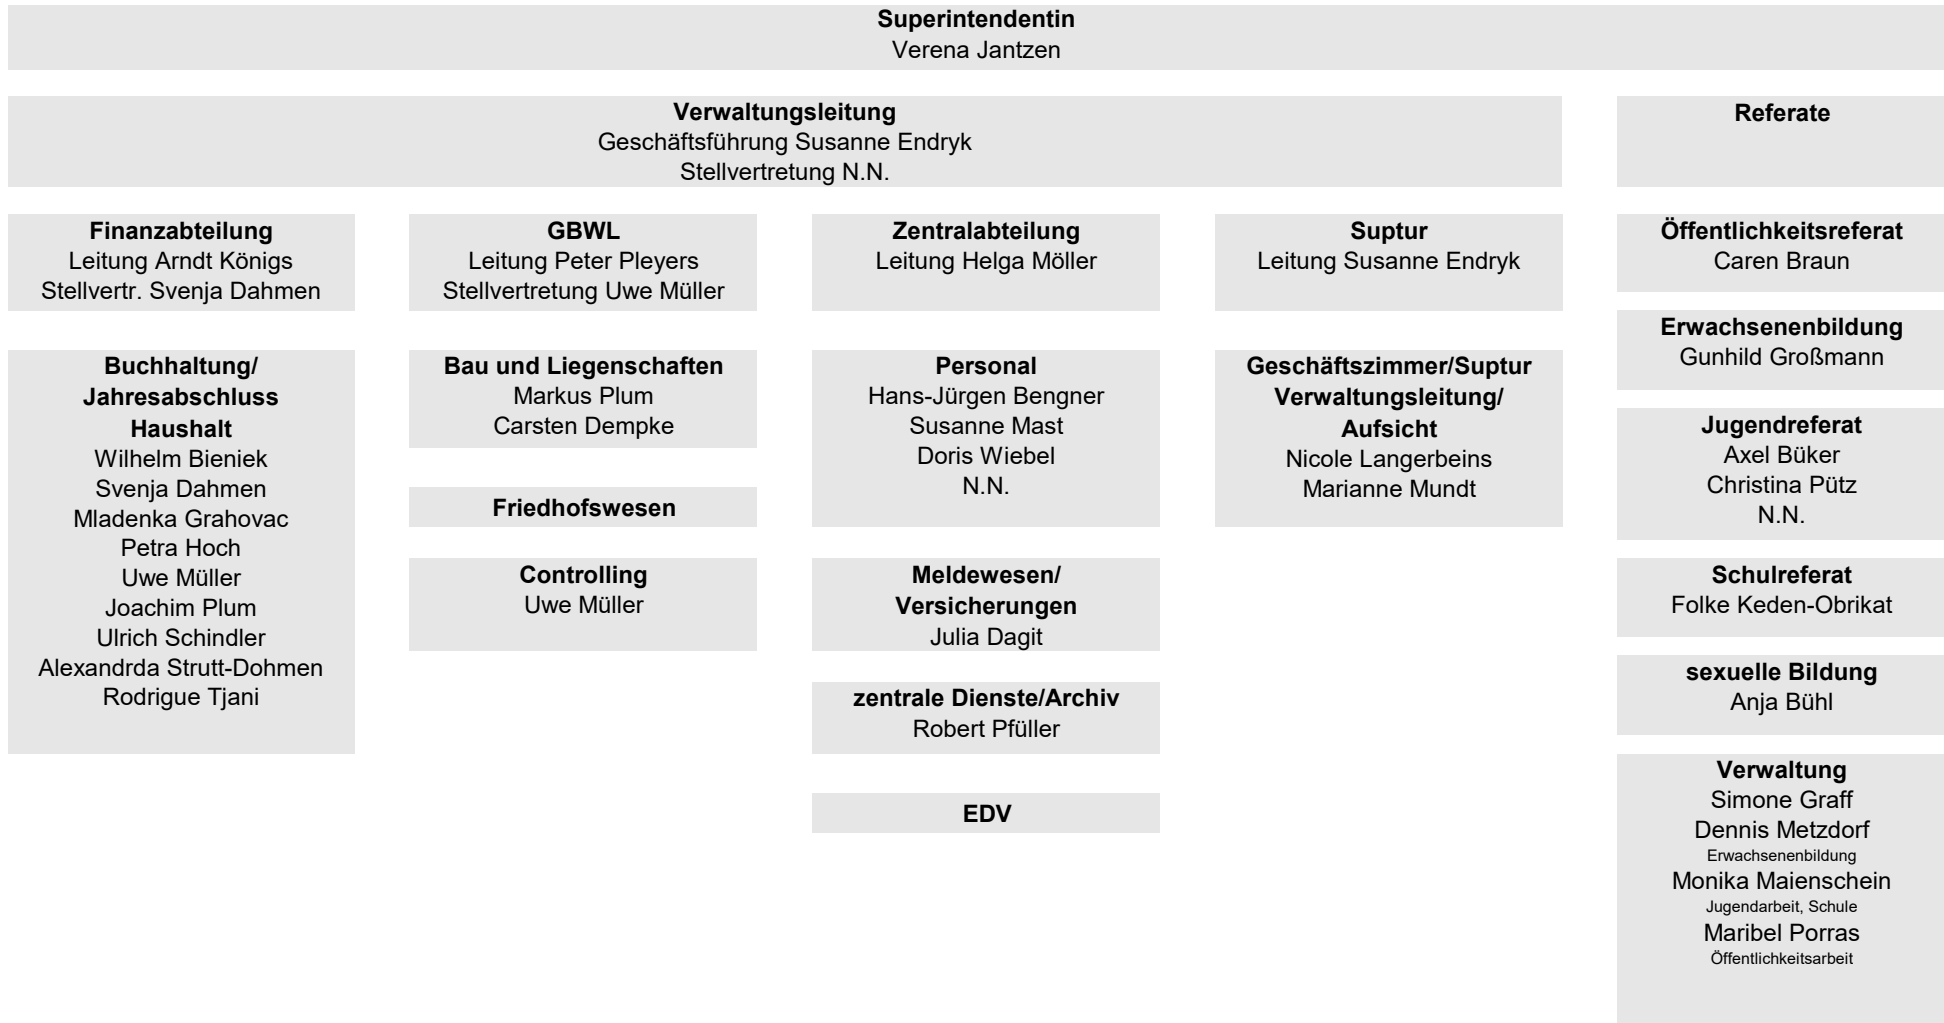 Superintendentin
Verena Jantzen
Verwaltungsleitung
Geschäftsführung Susanne Endryk
Stellvertretung N.N.
Referate
Finanzabteilung
Leitung Arndt Königs
Stellvertr. Svenja Dahmen
GBWL
Leitung Peter Pleyers
Stellvertretung Uwe Müller
Zentralabteilung
Leitung Helga Möller
Suptur
Leitung Susanne Endryk
Öffentlichkeitsreferat
Caren Braun
Buchhaltung/
Jahresabschluss
Haushalt
Wilhelm Bieniek
Svenja Dahmen
Mladenka Grahovac
Petra Hoch
Uwe Müller
Joachim Plum
Ulrich Schindler
Alexandrda Strutt-Dohmen
Rodrigue Tjani
Bau und Liegenschaften
Markus Plum
Carsten Dempke
Friedhofswesen
Controlling
Uwe Müller
Personal
Hans-Jürgen Bengner
Susanne Mast
Doris Wiebel
N.N.
Meldewesen/
Versicherungen
Julia Dagit
zentrale Dienste/Archiv
Robert Pfüller
EDV
Geschäftszimmer/Suptur
Verwaltungsleitung/
Aufsicht
Nicole Langerbeins
Marianne Mundt
Erwachsenenbildung
Gunhild Großmann
Jugendreferat
Axel Büker
Christina Pütz
N.N.
Schulreferat
Folke Keden-Obrikat
sexuelle Bildung
Anja Bühl
Verwaltung
Simone Graff
Dennis Metzdorf
Erwachsenenbildung
Monika Maienschein
Jugendarbeit, Schule
Maribel Porras
Öffentlichkeitsarbeit